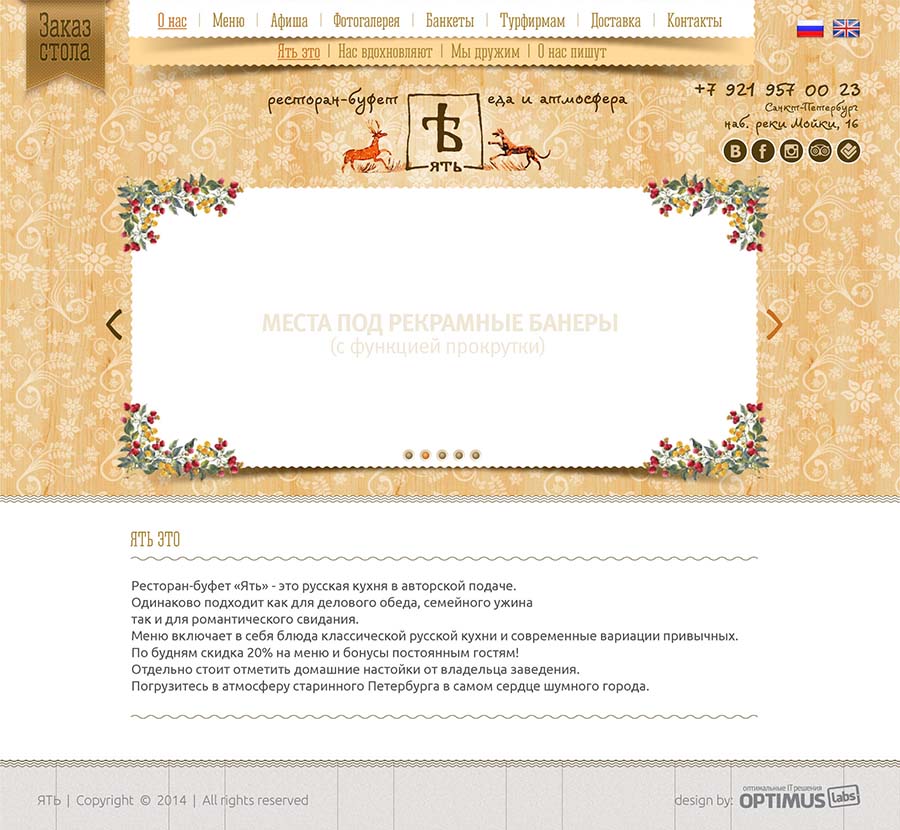 Заказ
стола
О нас | Меню | Афиша | Фотогалерея | Банкеты | Турфирмам | Доставка | Контакты
Ять это | Нас вдохновляют | Мы дружим | О нас пишут
ресторан-буфет
Ѣ
ЯТЬ
еда и атмосфера
+7 921 957 00 23
Санкт-Петербург
наб. реки Мойки, 16
МЕСТА ПОД РЕКРАМНЫЕ БАНЕРЫ
(с функцией прокрутки)
ЯТЬ ЭТО
Ресторан-буфет «Ять» - это русская кухня в авторской подаче.
Одинаково подходит как для делового обеда, семейного ужина
так и для романтического свидания.
Меню включает в себя блюда классической русской кухни и современные вариации привычных.
По будням скидка 20% на меню и бонусы постоянным гостям!
Отдельно стоит отметить домашние настойки от владельца заведения.
Погрузитесь в атмосферу старинного Петербурга в самом сердце шумного города.
ЯТЬ | Copyright © 2014 | All rights reserved
design by:
оптимальные IT решения
OPTIMUS labs